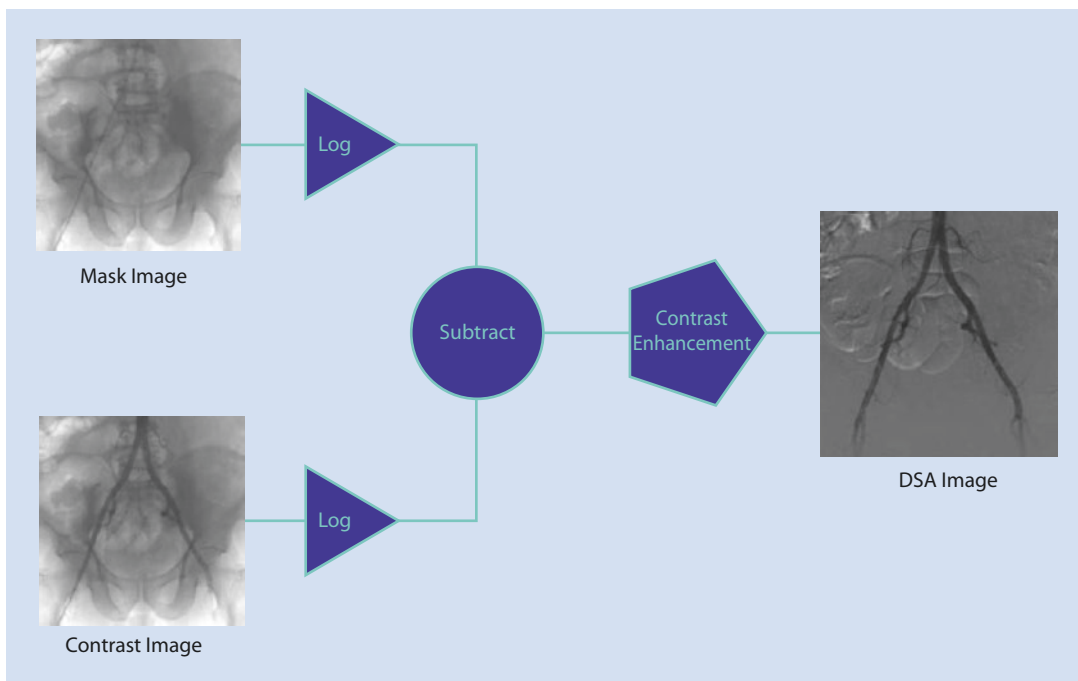 Log
Mask Image
Subtract
Contrast
Enhancement
DSA Image
Log
Contrast Image